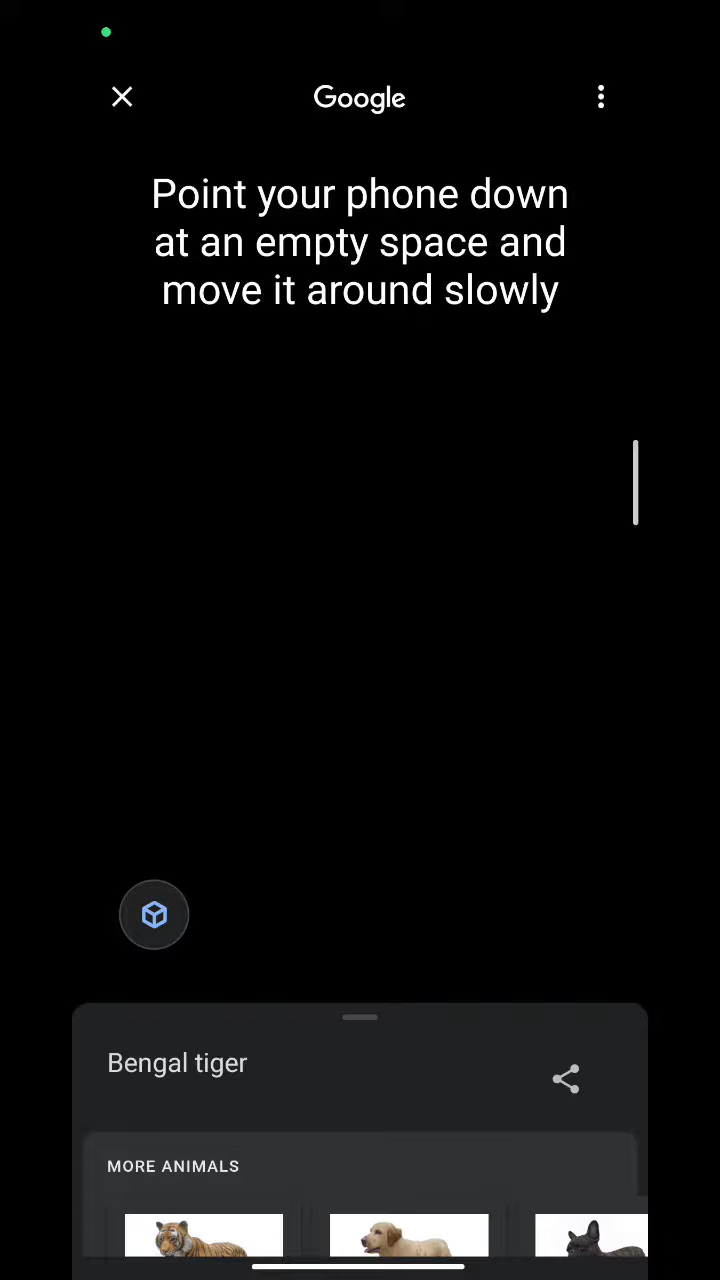 Google
Point your phone down
at an empty space and
move it around slowly
Bengal tiger
MORE ANIMALS